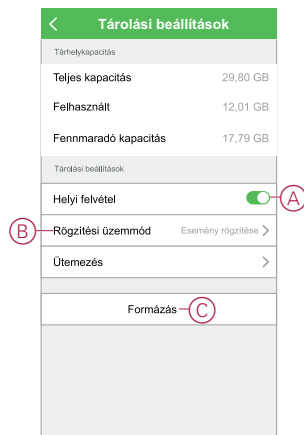 Tárolási beállítások
Tárhelykapacitás
Teljes kapacitás 29,80 GB
Felhasznált 12,01 GB
Fennmaradó kapacitás 17,79 GB
Tárolási beállítások
Helyi felvétel A
B Rögzítési üzemmód Esemény rögzítése
Ütemezés
Formázás C